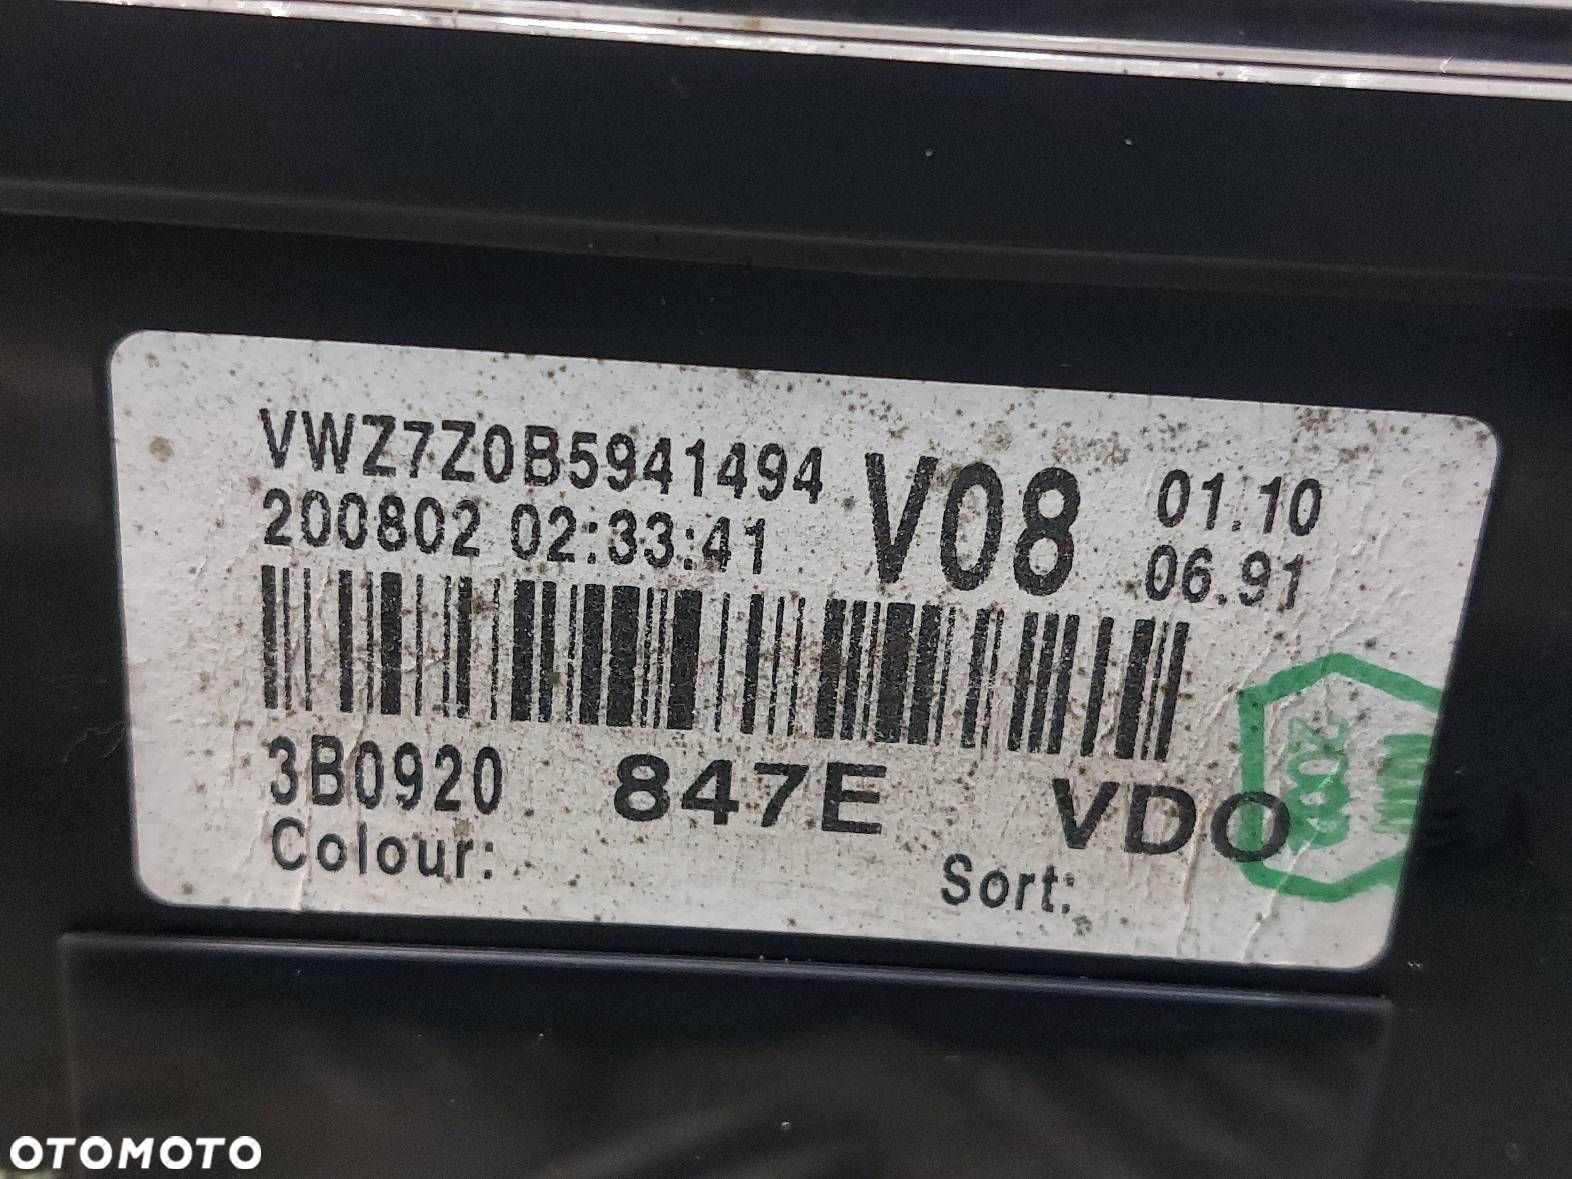 VWZ7Z0B5941494
200802 02:33:41
V08
01.10
06.91
3B0920 847E VDO
Colour:
Sort:
OTOMOTO